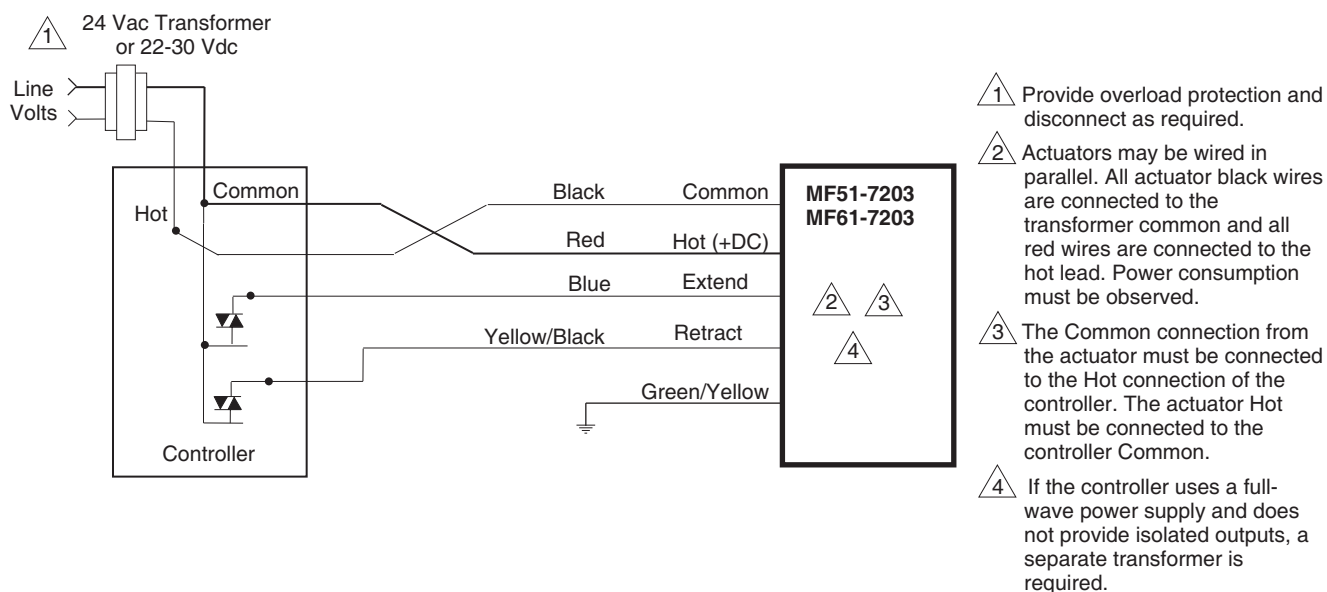 1
24 Vac Transformer
or 22-30 Vdc
Line
Volts
Common
Hot
Controller
Black
Common
Red
Hot (+DC)
Blue
Extend
Yellow/Black
Retract
Green/Yellow
MF51-7203
MF61-7203
2
3
4
1 Provide overload protection and
disconnect as required.
2 Actuators may be wired in
parallel. All actuator black wires
are connected to the
transformer common and all
red wires are connected to the
hot lead. Power consumption
must be observed.
3 The Common connection from
the actuator must be connected
to the Hot connection of the
controller. The actuator Hot
must be connected to the
controller Common.
4 If the controller uses a full-
wave power supply and does
not provide isolated outputs, a
separate transformer is
required.